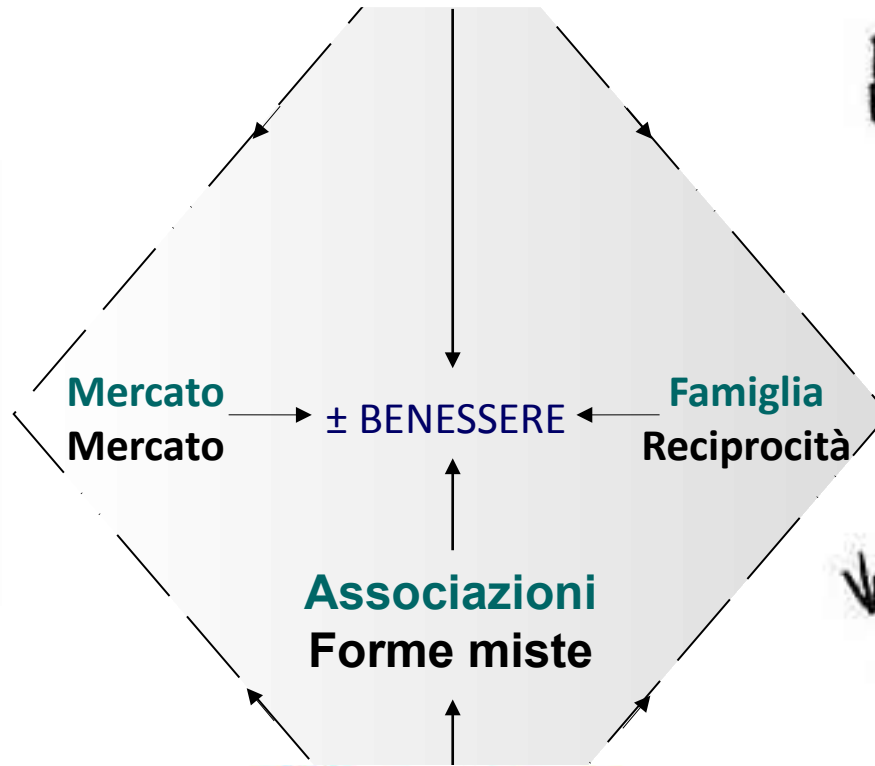 Mercato
Mercato
± BENESSERE
Famiglia
Reciprocità
Associazioni
Forme miste